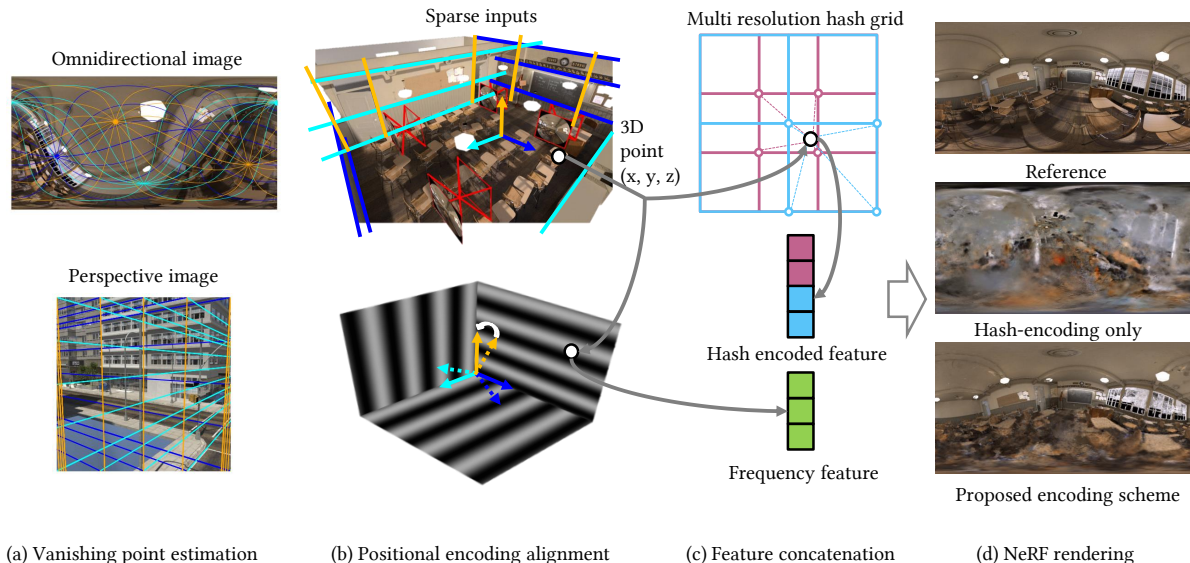 Sparse inputs
Multi resolution hash grid
Omnidirectional image
3D
point
(x, y, z)
Reference
Perspective image
Hash-encoding only
Hash encoded feature
Frequency feature
Proposed encoding scheme
(a) Vanishing point estimation
(b) Positional encoding alignment
(c) Feature concatenation
(d) NeRF rendering